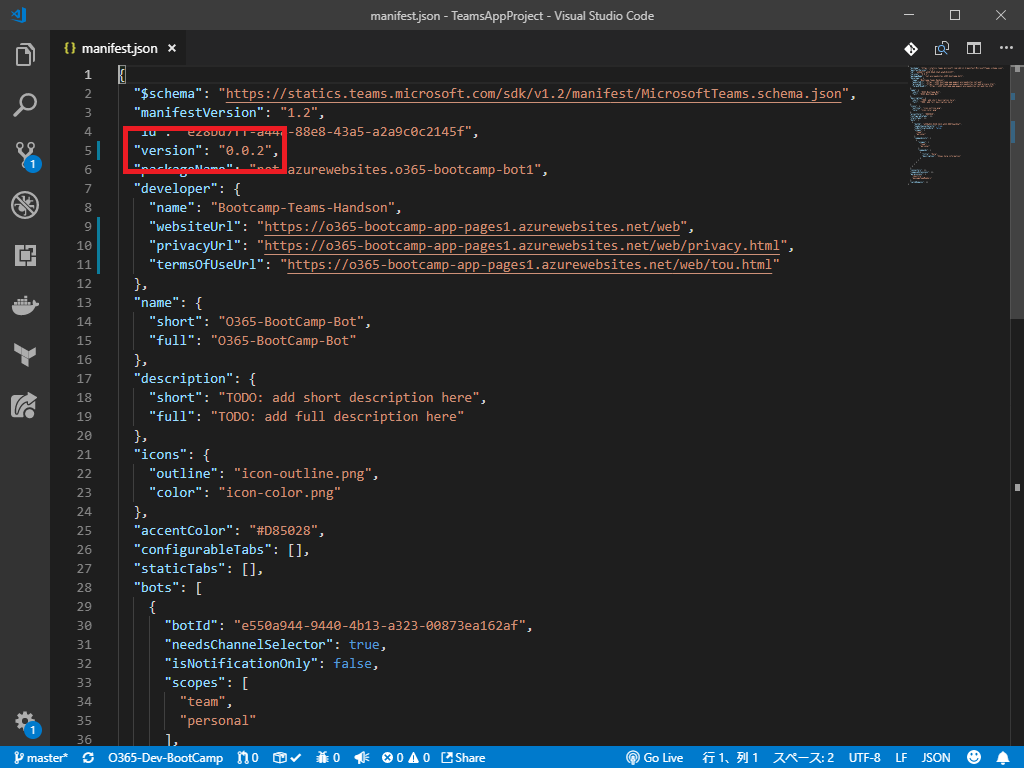 manifest.json - TeamsAppProject - Visual Studio Code
{} manifest.json ×
1 {
2 "$schema": "https://statics.teams.microsoft.com/sdk/v1.2/manifest/MicrosoftTeams.schema.json",
3 "manifestVersion": "1.2",
4 "id": -88e8-43a5-a2a9c0c2145f",
5 "version": "0.0.2",
6 "packageName": "net.azurewebsites.o365-bootcamp-bot1",
7 "developer": {
8 "name": "Bootcamp-Teams-Handson",
9 "websiteUrl": "https://o365-bootcamp-app-pages1.azurewebsites.net/web",
10 "privacyUrl": "https://o365-bootcamp-app-pages1.azurewebsites.net/web/privacy.html",
11 "termsOfUseUrl": "https://o365-bootcamp-app-pages1.azurewebsites.net/web/tou.html"
12 },
13 "name": {
14 "short": "O365-BootCamp-Bot",
15 "full": "O365-BootCamp-Bot"
16 },
17 "description": {
18 "short": "TODO: add short description here",
19 "full": "TODO: add full description here"
20 },
21 "icons": {
22 "outline": "icon-outline.png",
23 "color": "icon-color.png"
24 },
25 "accentColor": "#D85028",
26 "configurableTabs": [],
27 "staticTabs": [],
28 "bots": [
29 {
30 "botId": "e550a944-9440-4b13-a323-00873ea162af",
31 "needsChannelSelector": true,
32 "isNotificationOnly": false,
33 "scopes": [
34 "team",
35 "personal"
36 ],
1
1
master* O365-Dev-BootCamp 0 0 0 0 Share Go Live 行 1、列 1 スペース: 2 UTF-8 LF JSON